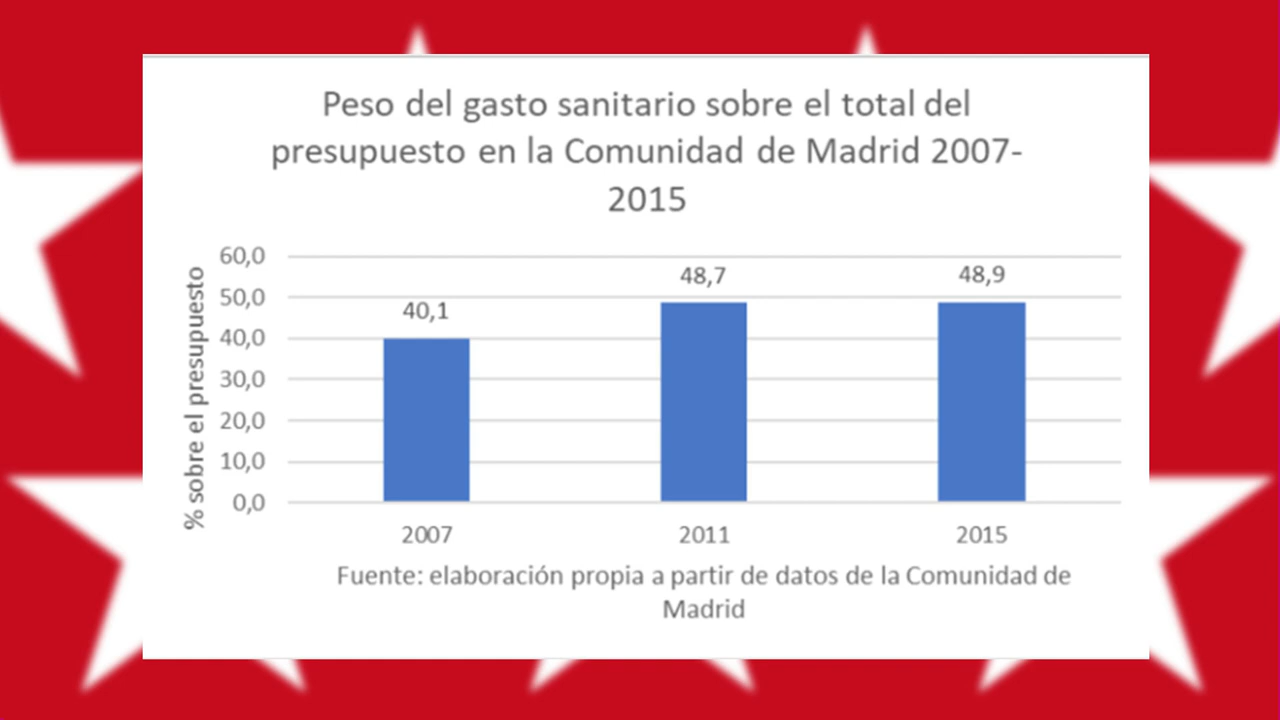 Peso del gasto sanitario sobre el total del
presupuesto en la Comunidad de Madrid 2007-
2015
% sobre el presupuesto
60,0
50,0
40,0
30,0
20,0
10,0
0,0
40,1
48,7
48,9
2007
2011
2015
Fuente: elaboración propia a partir de datos de la Comunidad de
Madrid